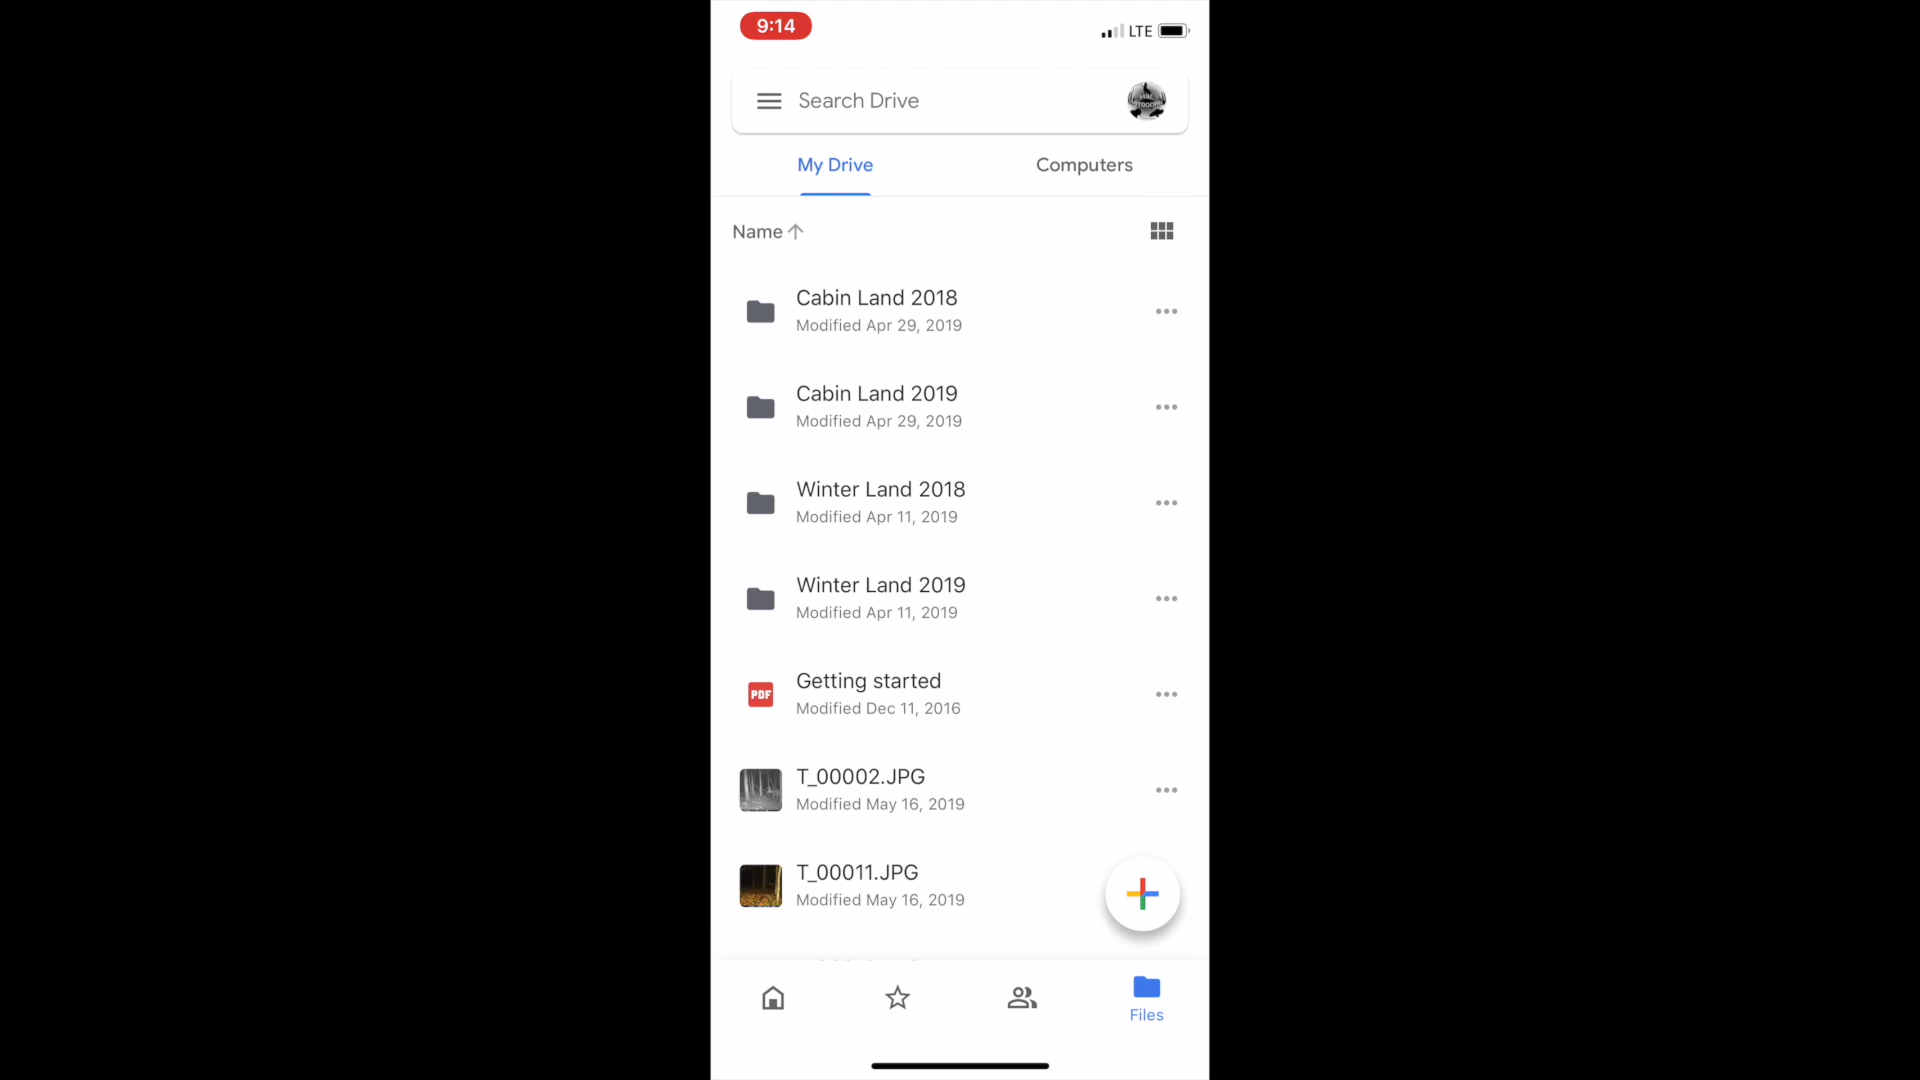 9:14
LTE
Search Drive
My Drive
Computers
Name
Cabin Land 2018
Modified Apr 29, 2019
Cabin Land 2019
Modified Apr 29, 2019
Winter Land 2018
Modified Apr 11, 2019
Winter Land 2019
Modified Apr 11, 2019
PDF
Getting started
Modified Dec 11, 2016
T_00002.JPG
Modified May 16, 2019
T_00011.JPG
Modified May 16, 2019
Files